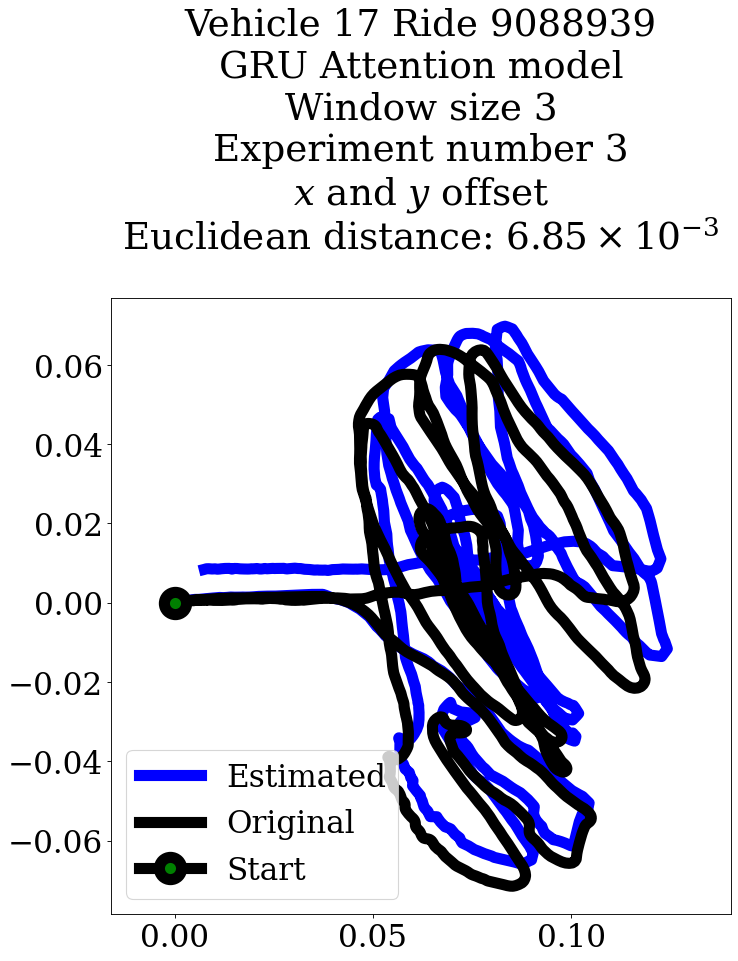 Vehicle 17 Ride 9088939
GRU Attention model
Window size 3
Experiment number 3
x and y offset
Euclidean distance: 6.85 × 10⁻³
0.06
0.04
0.02
0.00
−0.02
−0.04
−0.06
Estimated
Original
Start
0.00 0.05 0.10